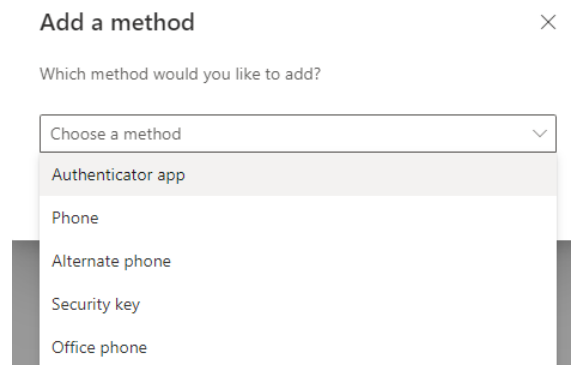 Add a method
Which method would you like to add?
Choose a method
Authenticator app
Phone
Alternate phone
Security key
Office phone